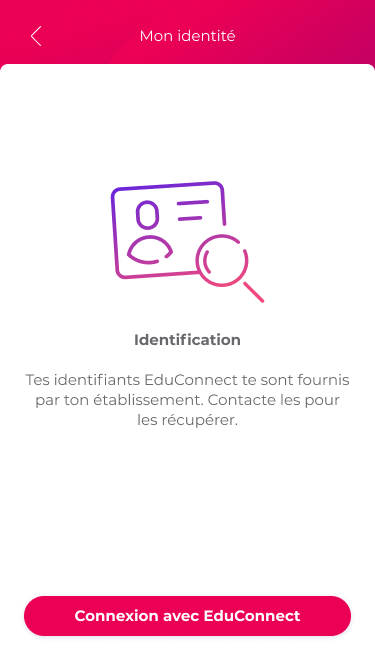 Mon identité
Identification
Tes identifiants EduConnect te sont fournis
par ton établissement. Contacte les pour
les récupérer.
Connexion avec EduConnect